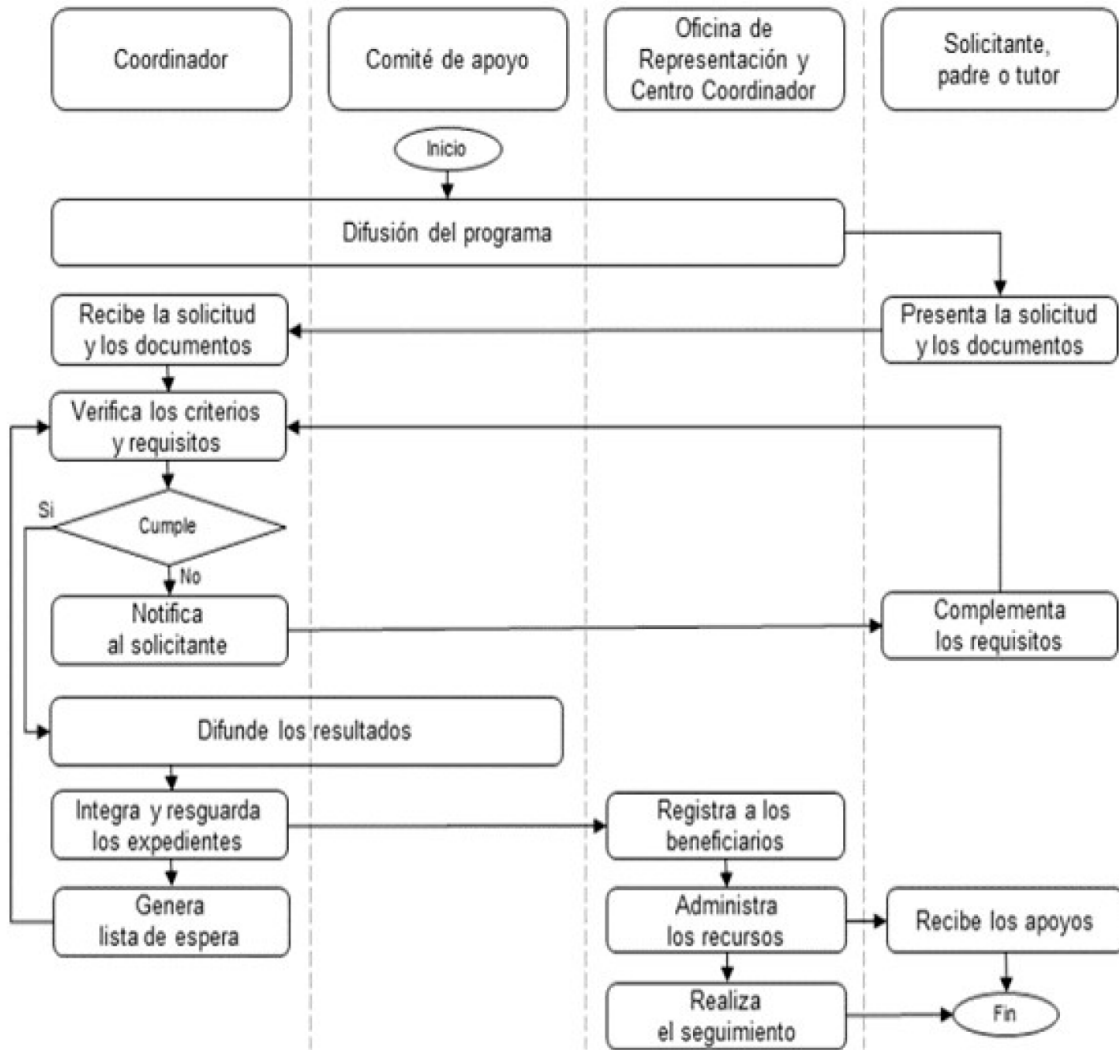 Coordinador
Comité de apoyo
Oficina de
Representación y
Centro Coordinador
Solicitante,
padre o tutor
Inicio
Difusión del programa
Recibe la solicitud
y los documentos
Presenta la solicitud
y los documentos
Verifica los criterios
y requisitos
Si
Cumple
No
Notifica
al solicitante
Complementa
los requisitos
Difunde los resultados
Integra y resguarda
los expedientes
Registra a los
beneficiarios
Genera
lista de espera
Administra
los recursos
Recibe los apoyos
Realiza
el seguimiento
Fin